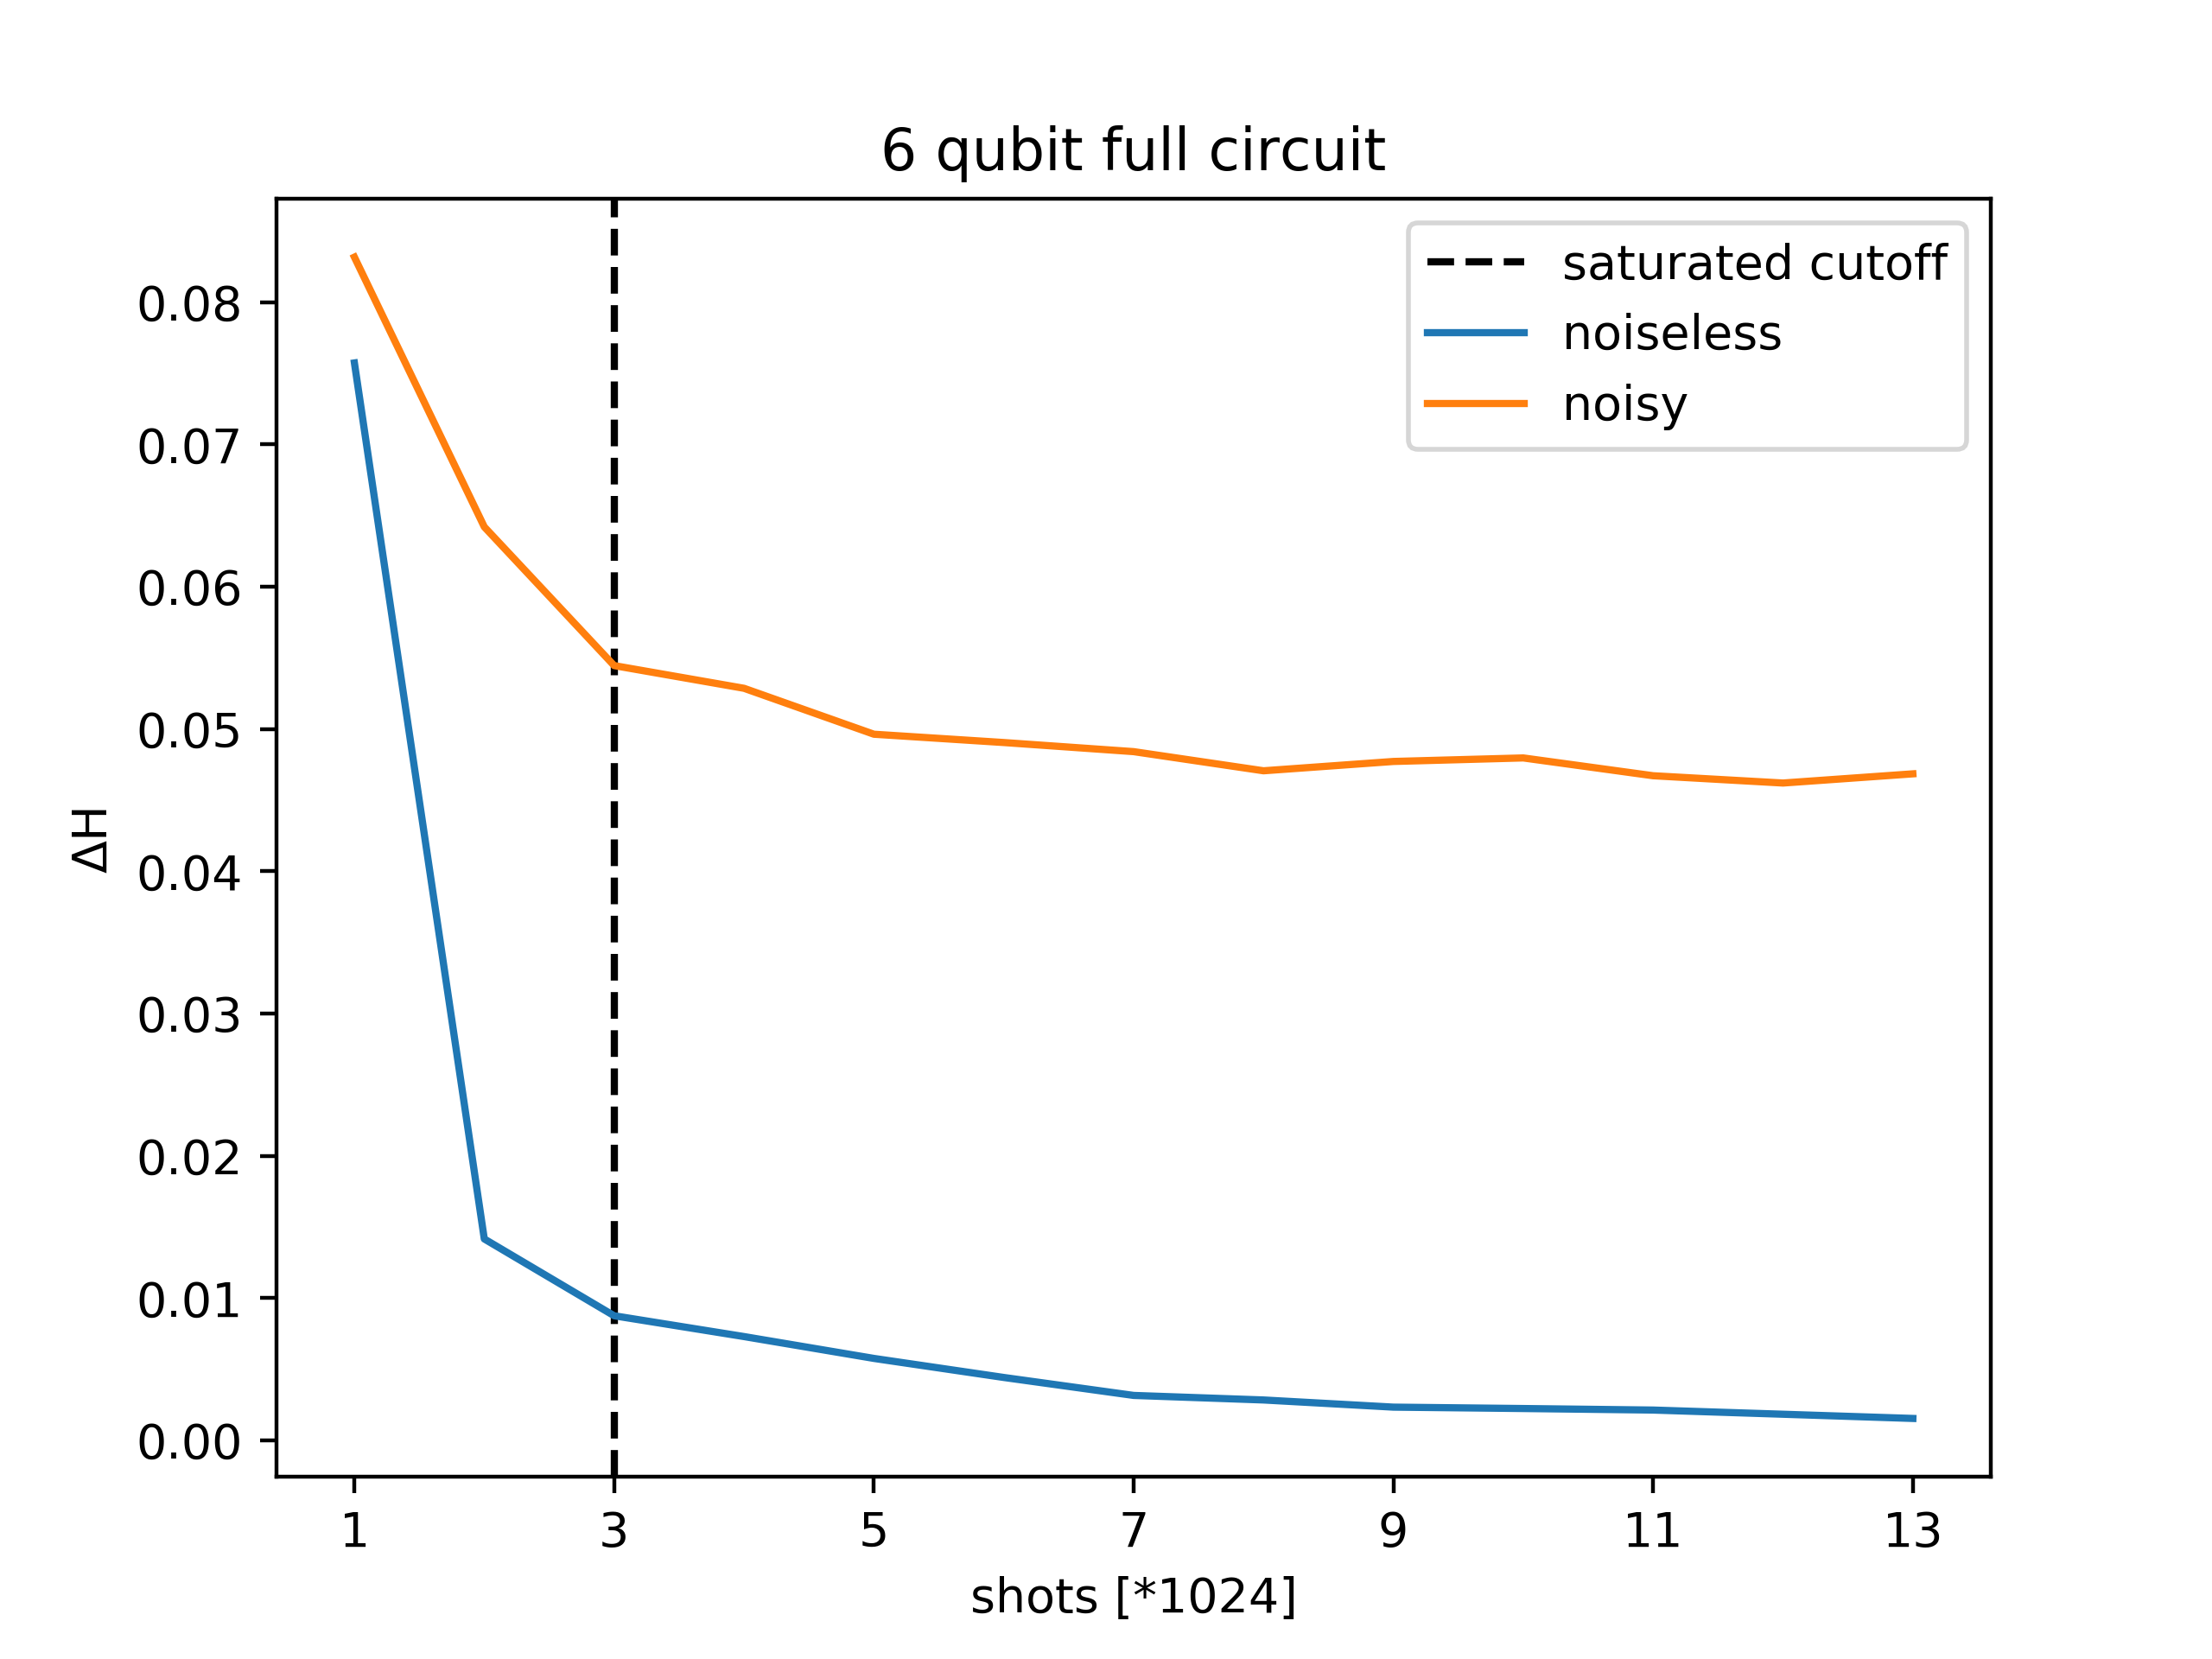 6 qubit full circuit
saturated cutoff
noiseless
noisy
0.08
0.07
0.06
0.05
0.04
0.03
0.02
0.01
0.00
ΔH
1 3 5 7 9 11 13
shots [*1024]